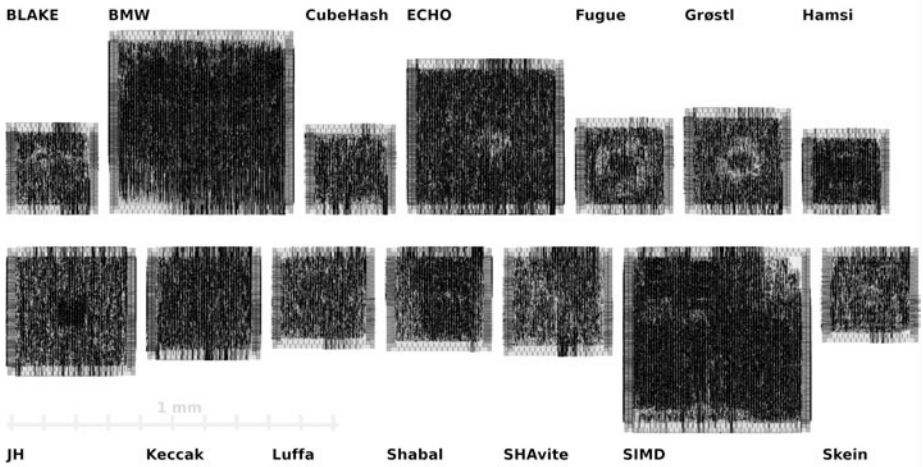 BLAKE BMW CubeHash ECHO Fugue Grøstl Hamsi
1 mm
JH Keccak Luffa Shabal SHAvite SIMD Skein